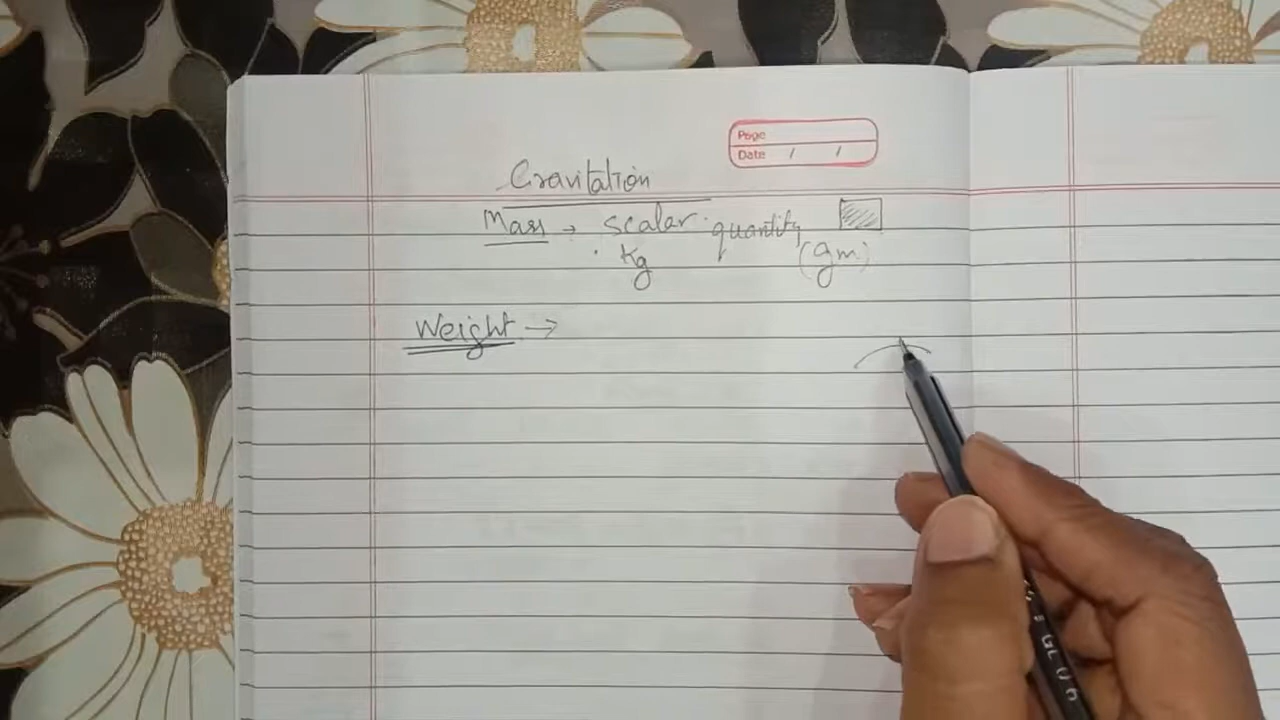 Page
Date / /
Gravitation
Mass → scalar quantity
· Kg (gm)
Weight →